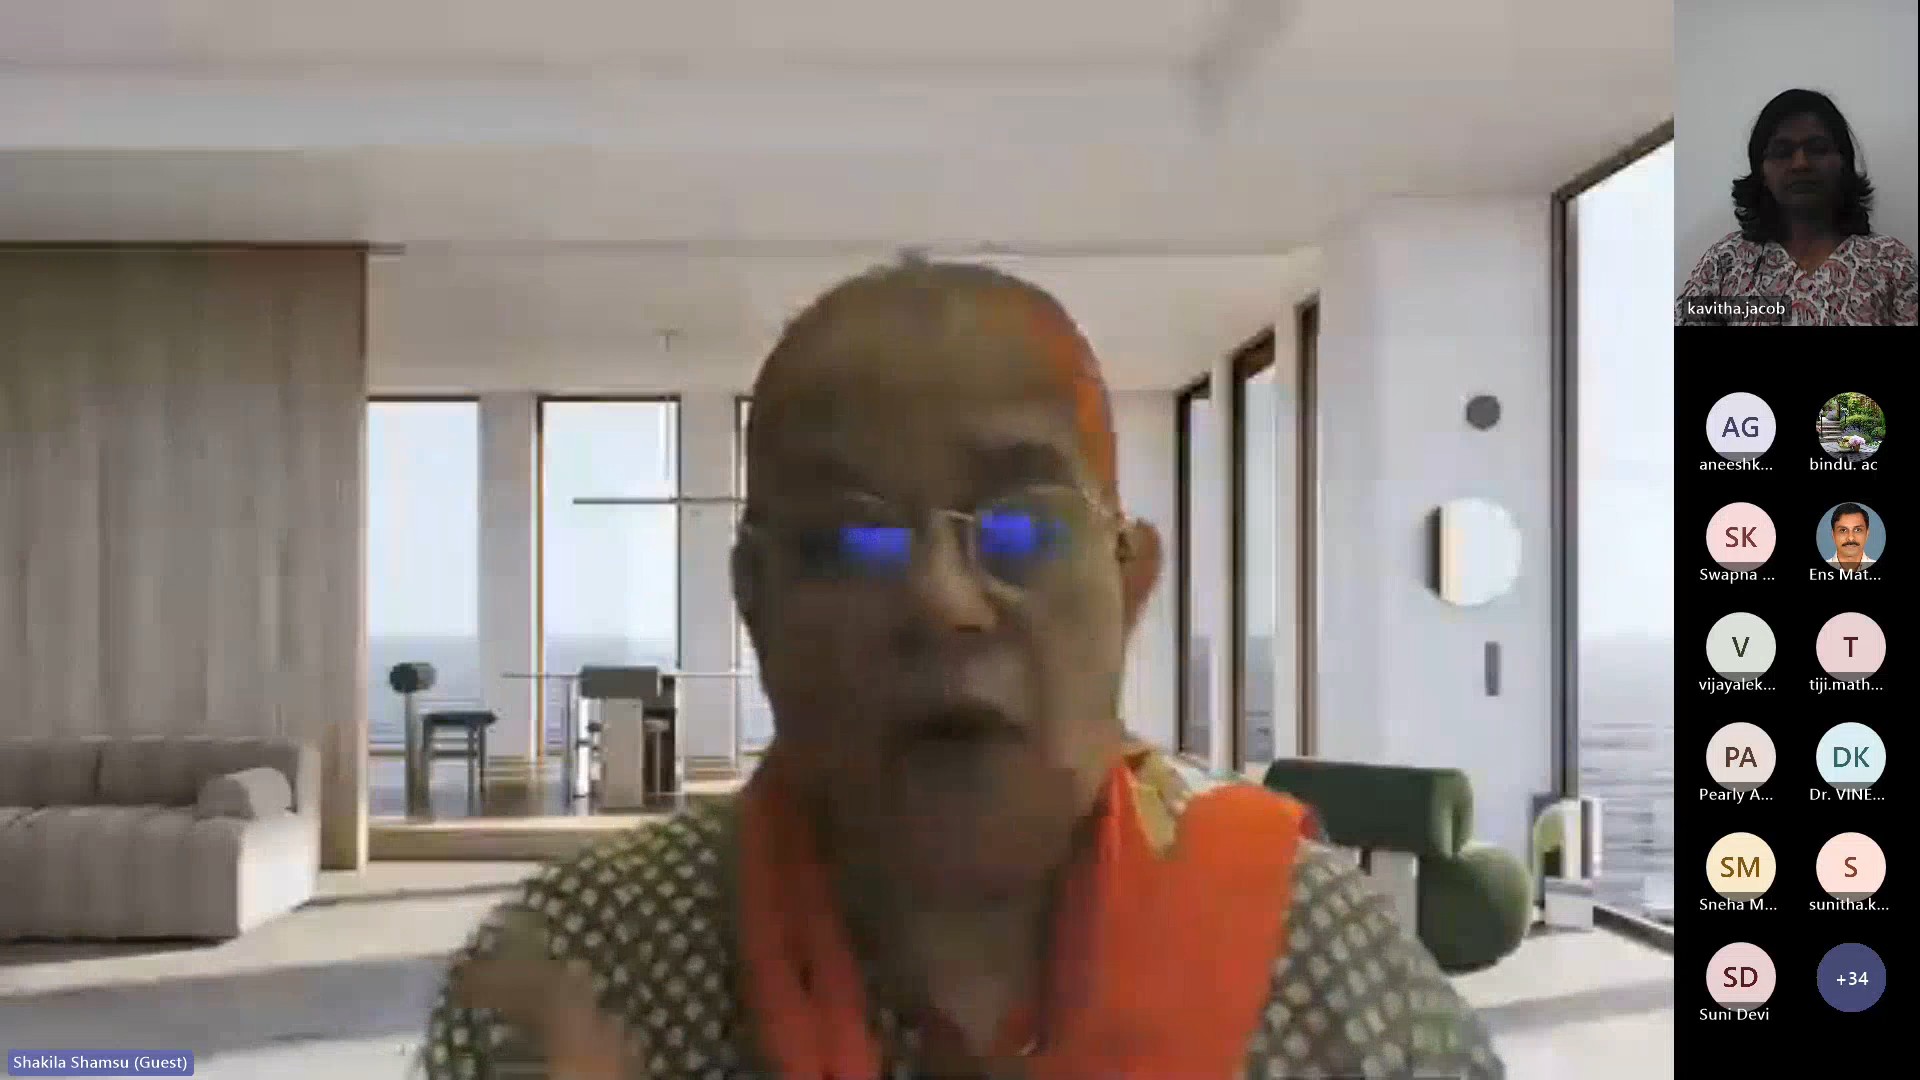 kavitha.jacob
AG
aneeshk...
bindu. ac
SK
Swapna ...
Ens Mat...
V
vijayalek...
T
tiji.math...
PA
Pearly A...
DK
Dr. VINE...
SM
Sneha M...
S
sunitha.k...
SD
Suni Devi
+34
Shakila Shamsu (Guest)